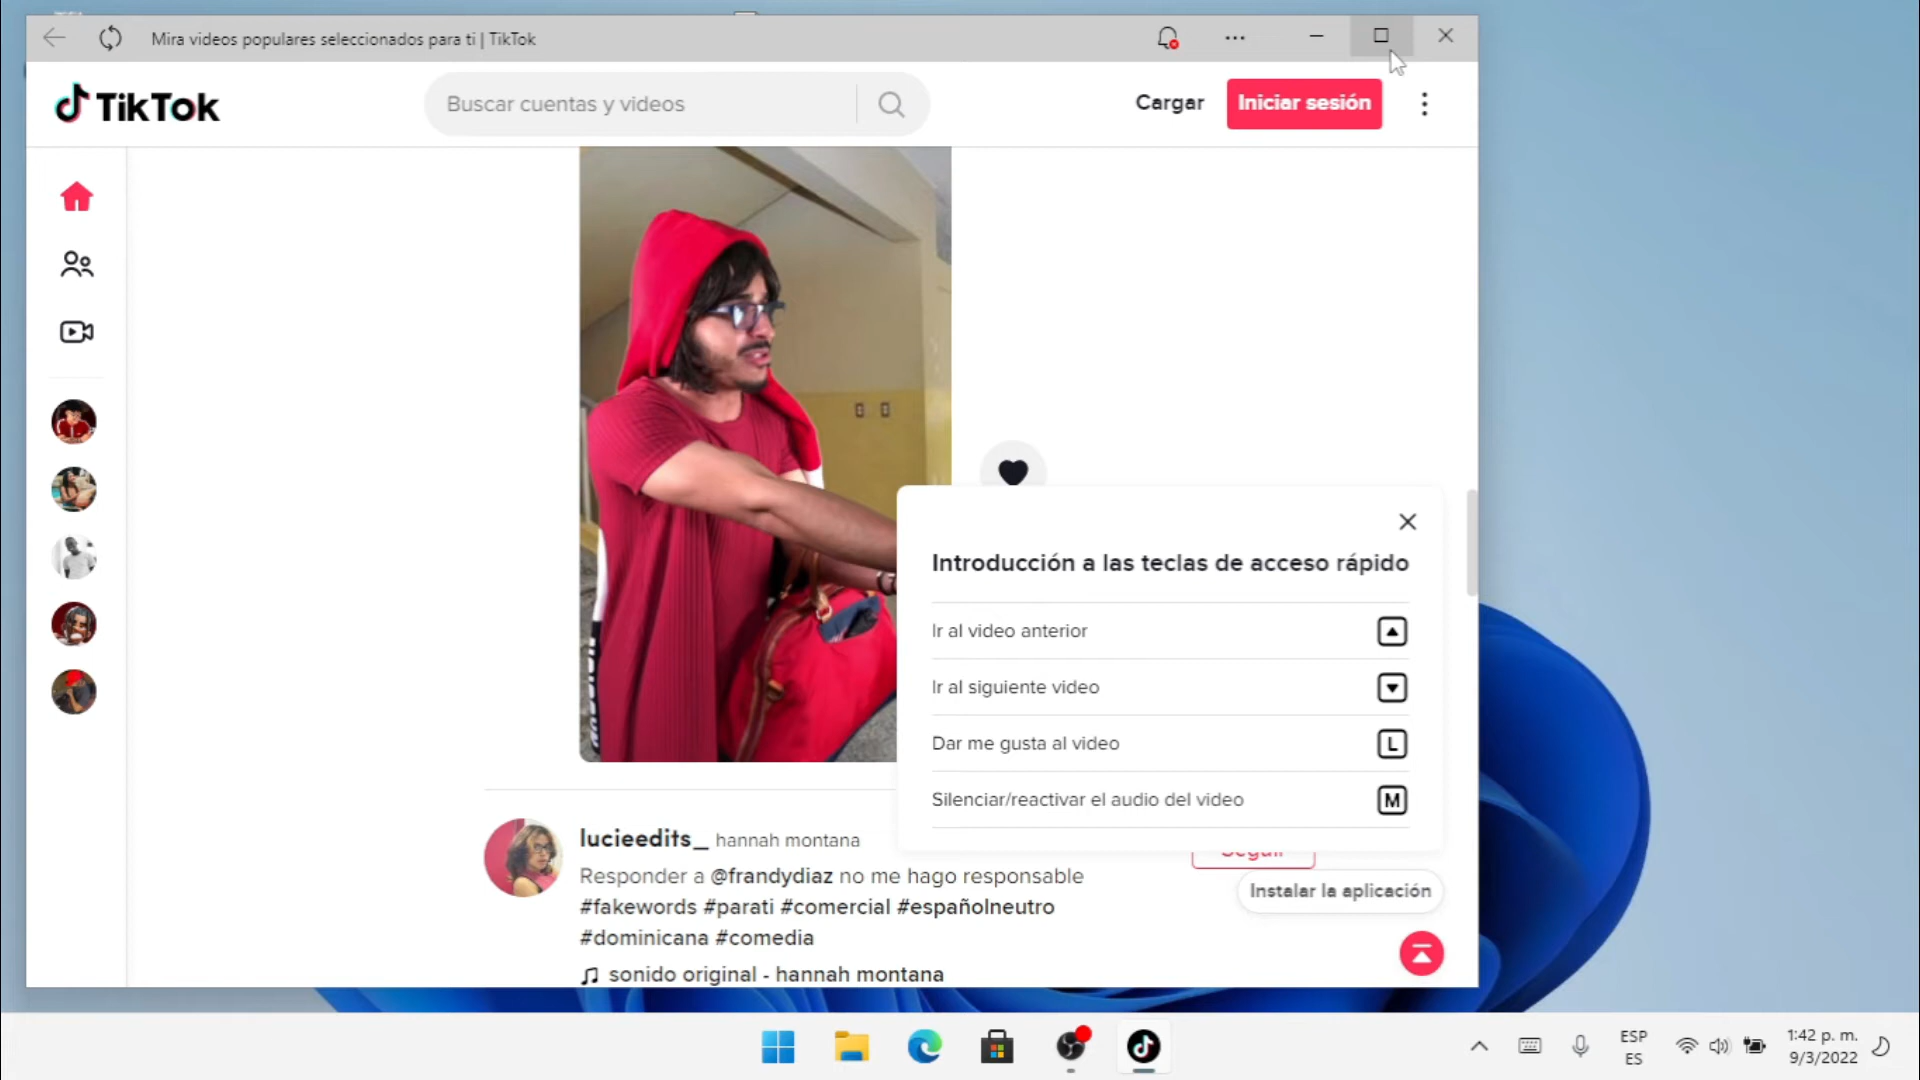 Mira videos populares seleccionados para ti | TikTok
TikTok
Buscar cuentas y videos
Cargar
Iniciar sesión
Introducción a las teclas de acceso rápido
Ir al video anterior
Ir al siguiente video
Dar me gusta al video
L
Silenciar/reactivar el audio del video
M
lucieedits_ hannah montana
Seguir
Responder a @frandydiaz no me hago responsable
#fakewords #parati #comercial #españolneutro
#dominicana #comedia
Instalar la aplicación
sonido original - hannah montana
ESP
ES
1:42 p. m.
9/3/2022